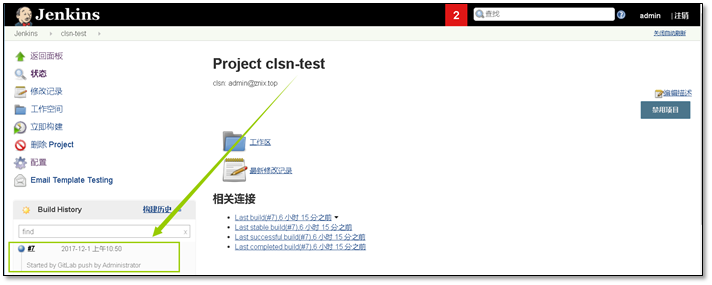 Jenkins
2
查找
admin
| 注销
Jenkins
clsn-test
关闭自动刷新
返回面板
状态
修改记录
工作空间
立即构建
删除 Project
配置
Email Template Testing
Project clsn-test
clsn: admin@znix.top
编辑描述
禁用项目
工作区
最新修改记录
相关连接
Last build(#7),6 小时 15 分之前
Last stable build(#7),6 小时 15 分之前
Last successful build(#7),6 小时 15 分之前
Last completed build(#7),6 小时 15 分之前
Build History
构建历史
find
x
#7
2017-12-1 上午10:50
Started by GitLab push by Administrator